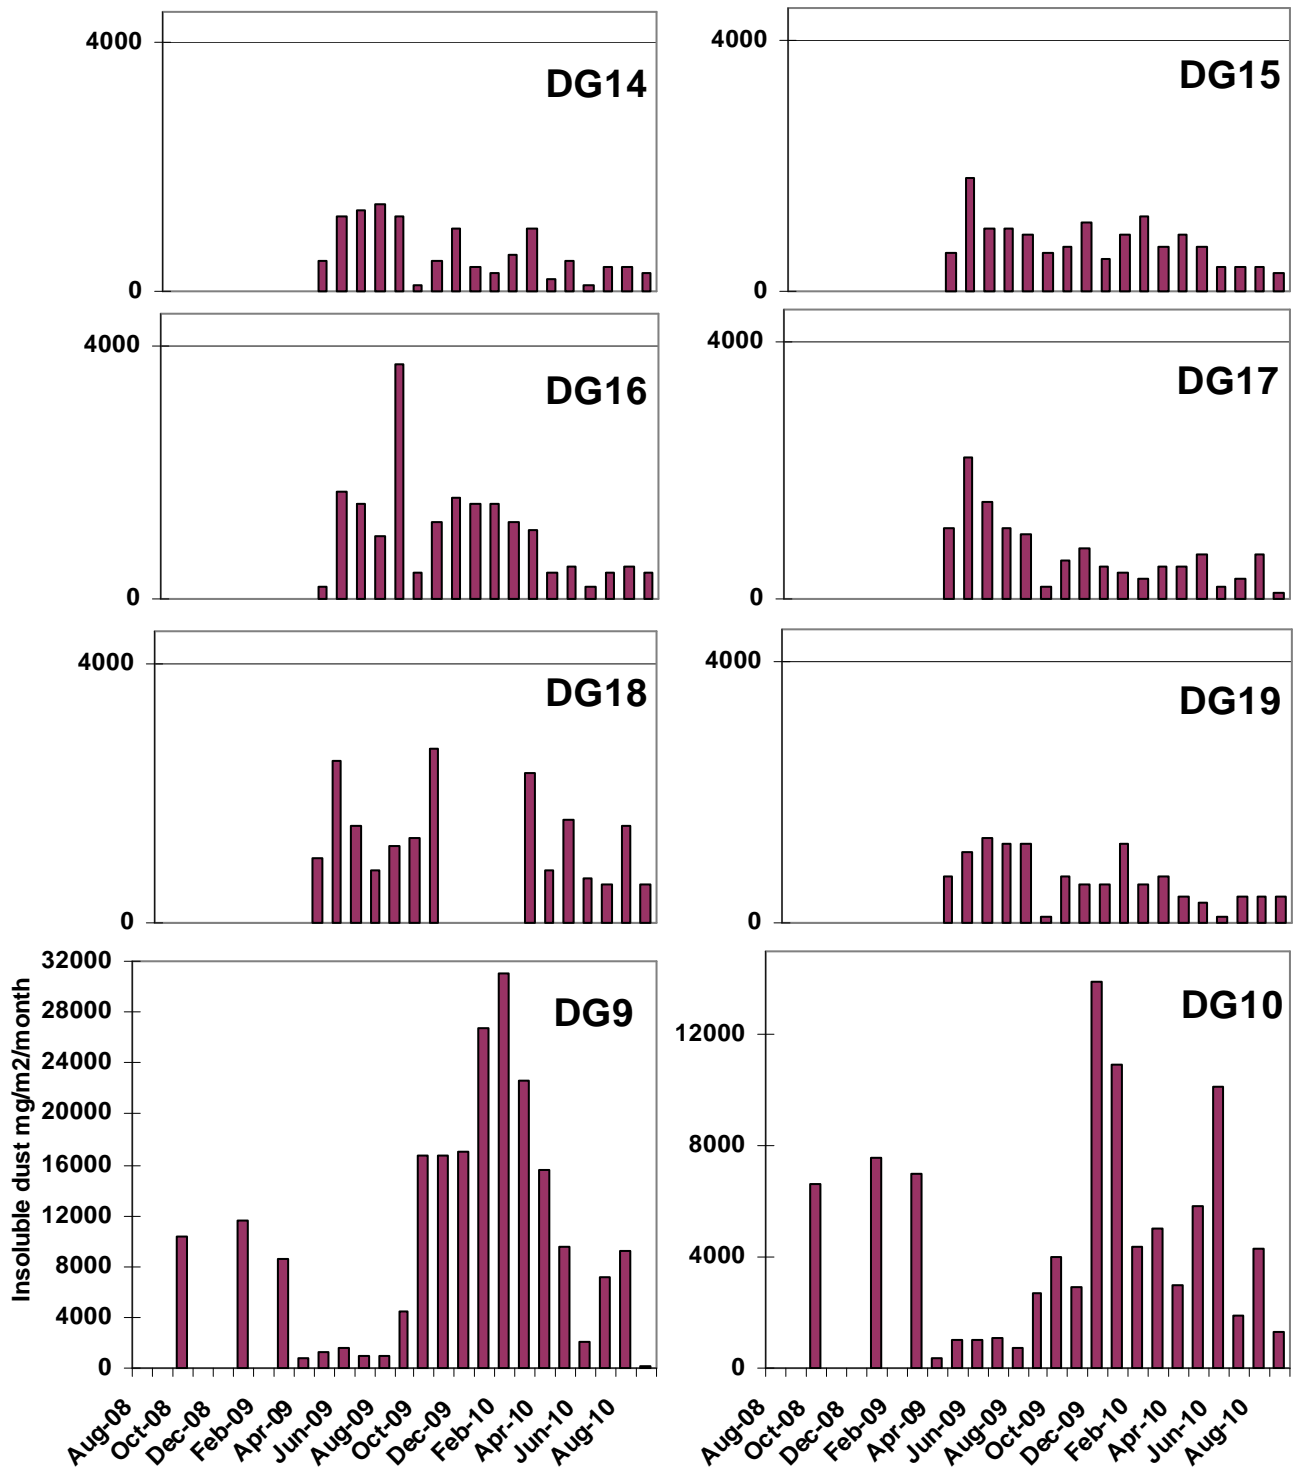 4000
DG14
0
4000
DG15
0
4000
DG16
0
4000
DG17
0
4000
DG18
0
4000
DG19
0
Insoluble dust mg/m2/month
32000
28000
24000
20000
16000
12000
8000
4000
0
DG9
Aug-08
Oct-08
Dec-08
Feb-09
Apr-09
Jun-09
Aug-09
Oct-09
Dec-09
Feb-10
Apr-10
Jun-10
Aug-10
12000
8000
4000
0
DG10
Aug-08
Oct-08
Dec-08
Feb-09
Apr-09
Jun-09
Aug-09
Oct-09
Dec-09
Feb-10
Apr-10
Jun-10
Aug-10